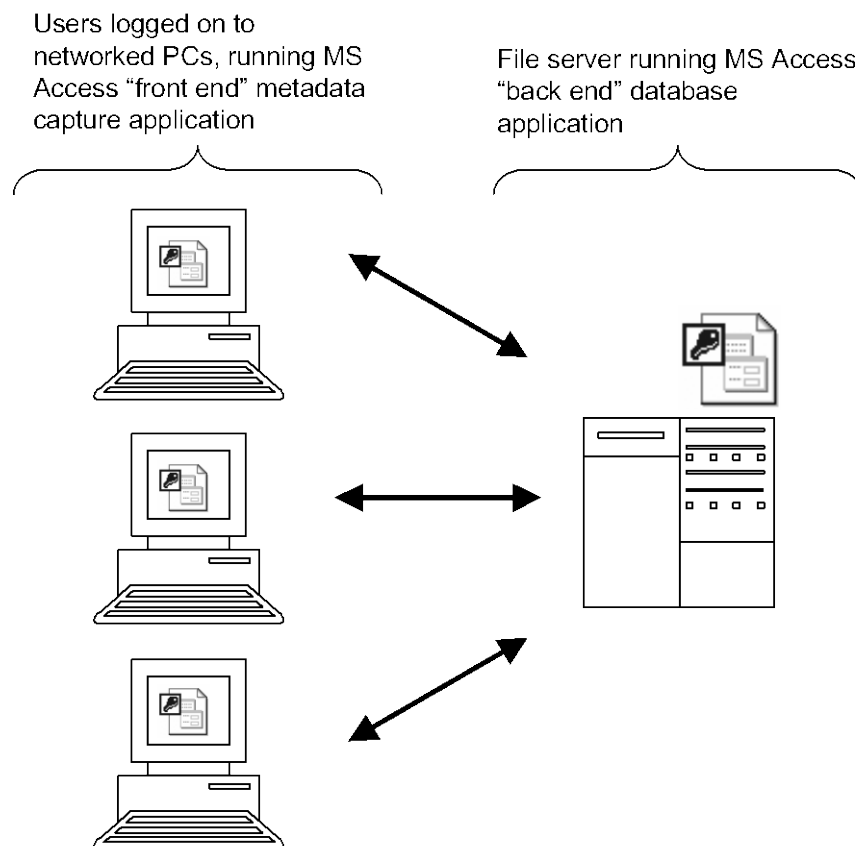 Users logged on to
networked PCs, running MS
Access “front end” metadata
capture application
File server running MS Access
“back end” database
application